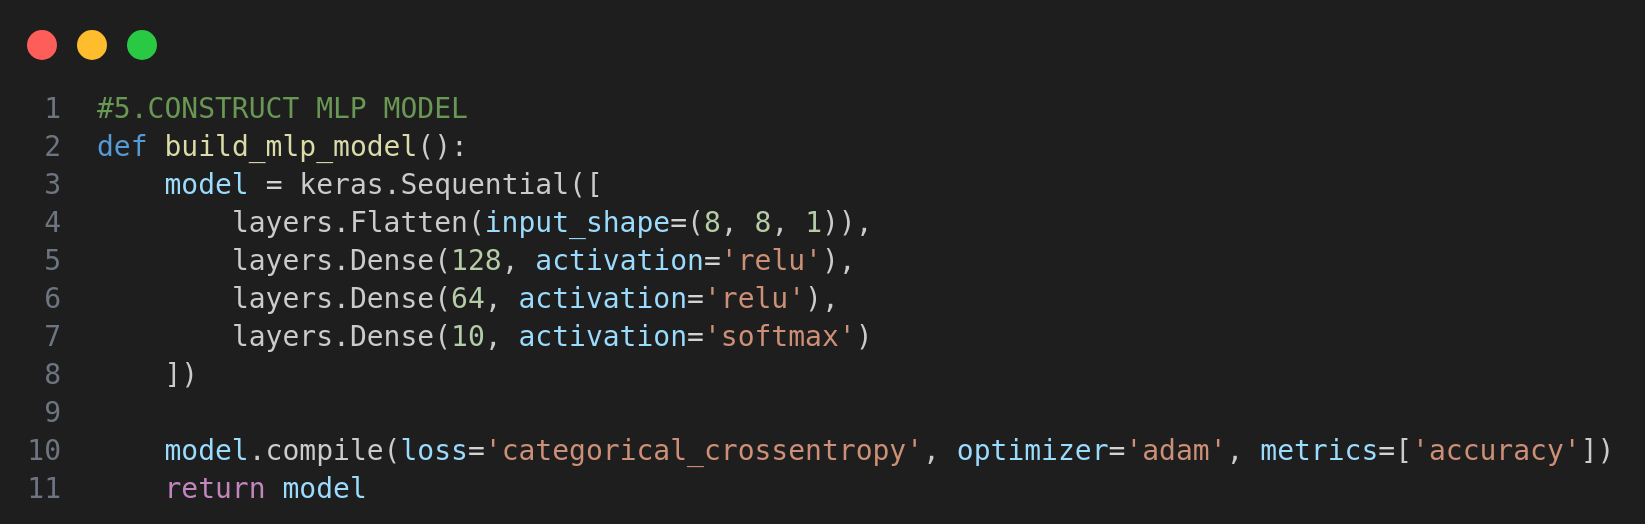 1 #5.CONSTRUCT MLP MODEL
2 def build_mlp_model():
3     model = keras.Sequential([
4         layers.Flatten(input_shape=(8, 8, 1)),
5         layers.Dense(128, activation='relu'),
6         layers.Dense(64, activation='relu'),
7         layers.Dense(10, activation='softmax')
8     ])
9
10     model.compile(loss='categorical_crossentropy', optimizer='adam', metrics=['accuracy'])
11     return model